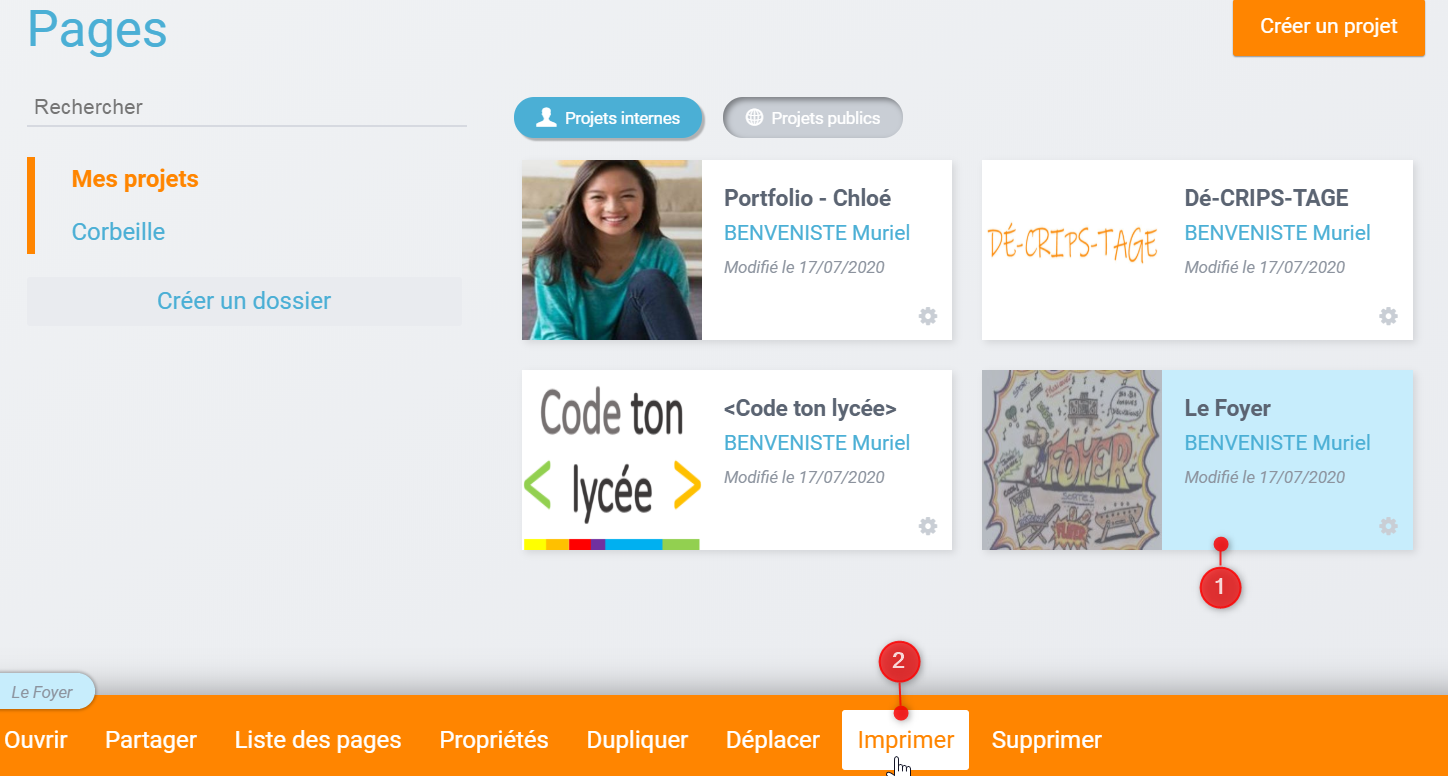 Pages
Créer un projet
Rechercher
Projets internes
Projets publics
Mes projets
Corbeille
Créer un dossier
Portfolio - Chloé
BENVENISTE Muriel
Modifié le 17/07/2020
DÉ-CRIPS-TAGE
Dé-CRIPS-TAGE
BENVENISTE Muriel
Modifié le 17/07/2020
Code ton
< lycée >
<Code ton lycée>
BENVENISTE Muriel
Modifié le 17/07/2020
FOYER
SORTIES
FOYER
Le Foyer
BENVENISTE Muriel
Modifié le 17/07/2020
1
2
Le Foyer
Ouvrir Partager Liste des pages Propriétés Dupliquer Déplacer Imprimer Supprimer